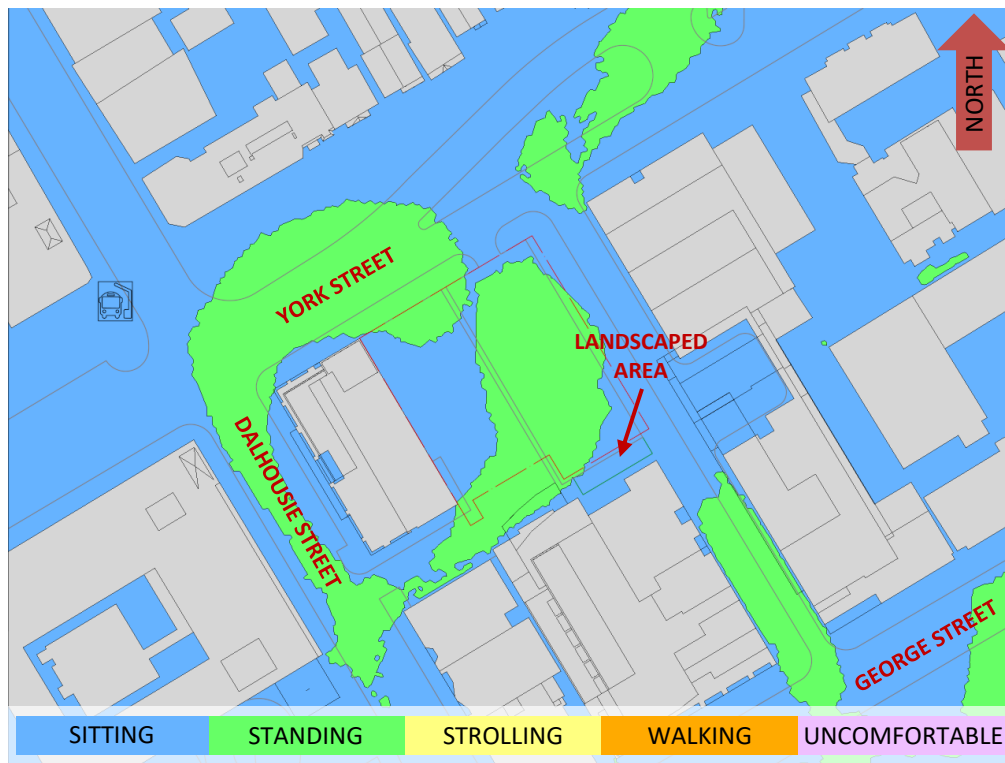 NORTH
YORK STREET
LANDSCAPED
AREA
DALHOUSIE STREET
GEORGE STREET
SITTING
STANDING
STROLLING
WALKING
UNCOMFORTABLE